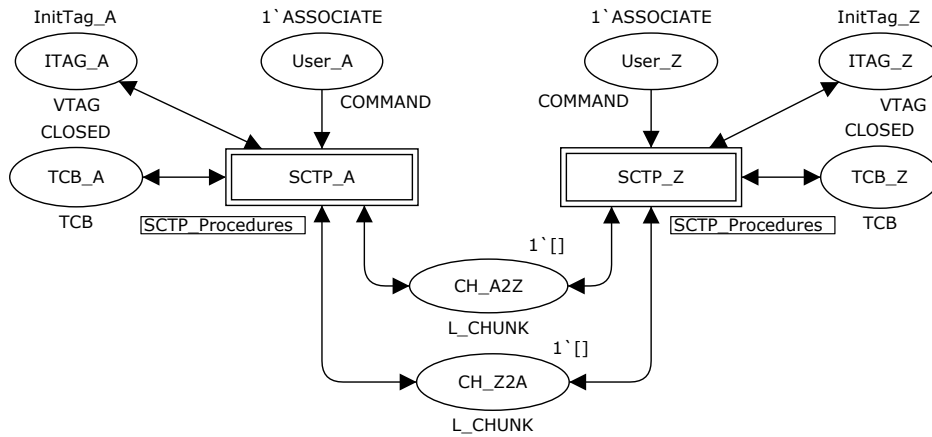 InitTag_A
1`ASSOCIATE
1`ASSOCIATE
InitTag_Z
ITAG_A
User_A
User_Z
ITAG_Z
VTAG
COMMAND
COMMAND
VTAG
CLOSED
CLOSED
TCB_A
SCTP_A
SCTP_Z
TCB_Z
TCB
SCTP_Procedures
SCTP_Procedures
TCB
1`[]
CH_A2Z
L_CHUNK
1`[]
CH_Z2A
L_CHUNK